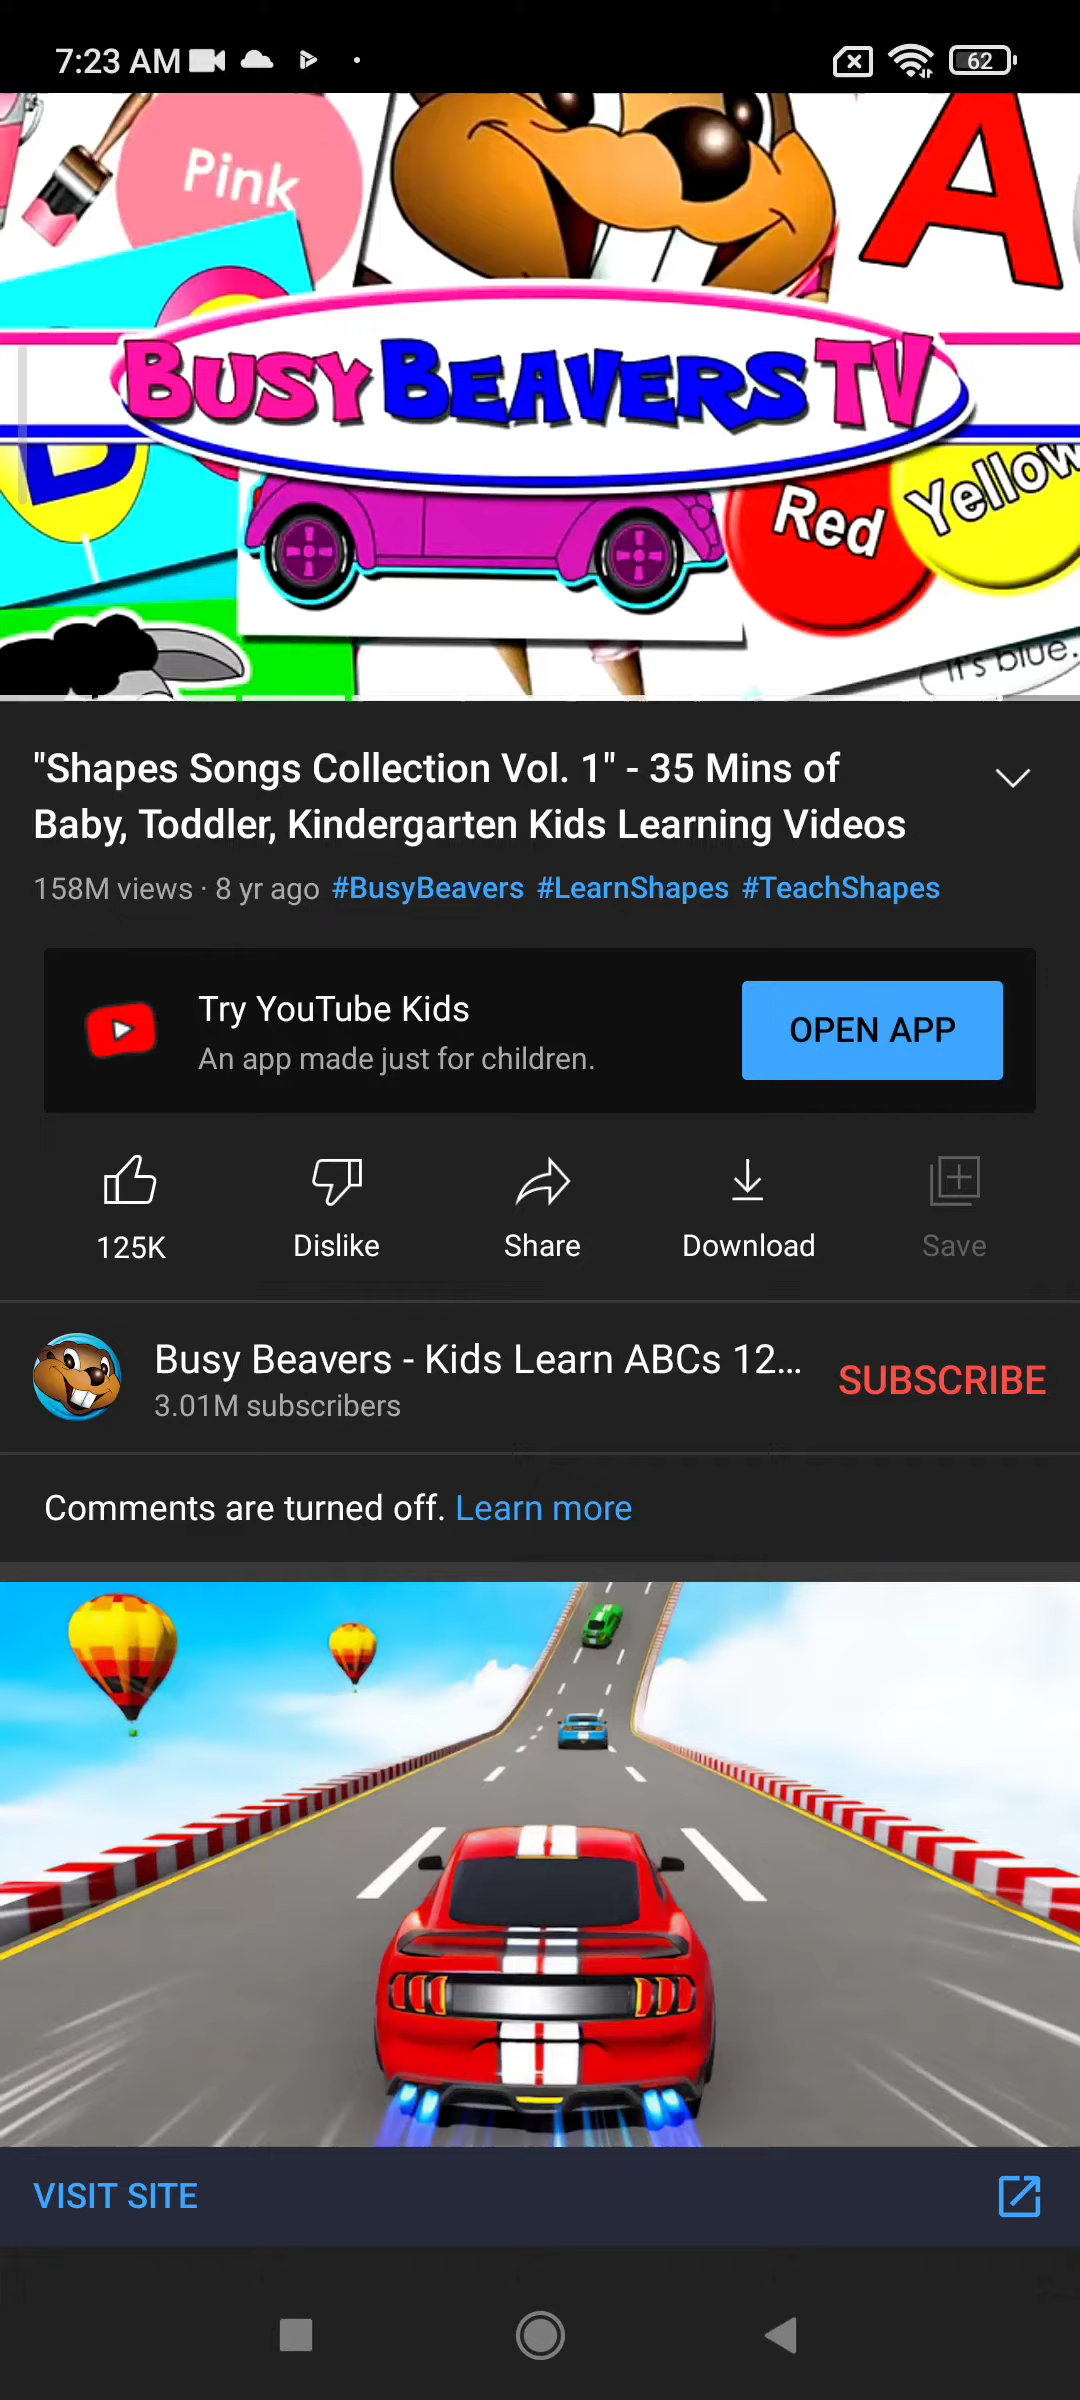 7:23 AM
62
Pink
A
BUSY BEAVERS TV
Red
Yellow
It's blue.
"Shapes Songs Collection Vol. 1" - 35 Mins of
Baby, Toddler, Kindergarten Kids Learning Videos
158M views · 8 yr ago #BusyBeavers #LearnShapes #TeachShapes
Try YouTube Kids
An app made just for children.
OPEN APP
125K
Dislike
Share
Download
Save
Busy Beavers - Kids Learn ABCs 12...
3.01M subscribers
SUBSCRIBE
Comments are turned off. Learn more
VISIT SITE